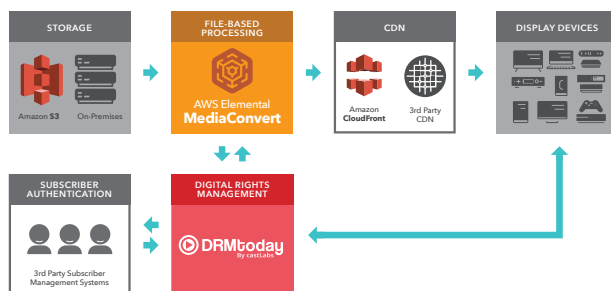 STORAGE
Amazon S3
On-Premises
FILE-BASED
PROCESSING
AWS Elemental
MediaConvert
CDN
Amazon
CloudFront
3rd Party
CDN
DISPLAY DEVICES
SUBSCRIBER
AUTHENTICATION
3rd Party Subscriber
Management Systems
DIGITAL RIGHTS
MANAGEMENT
DRMtoday
By castLabs